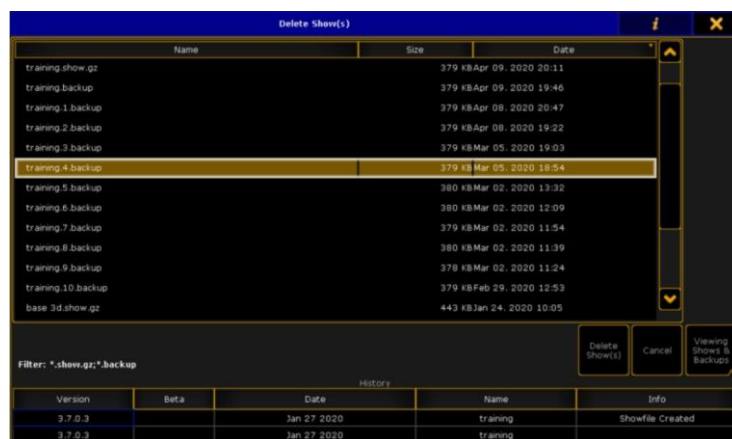 Delete Show(s)
Name Size Date
training.show.gz 379 KB Apr 09. 2020 20:11
training.backup 379 KB Apr 09. 2020 19:46
training.1.backup 379 KB Apr 08. 2020 20:47
training.2.backup 379 KB Apr 08. 2020 19:22
training.3.backup 379 KB Mar 05. 2020 19:03
training.4.backup 379 KB Mar 05. 2020 18:54
training.5.backup 380 KB Mar 02. 2020 13:32
training.6.backup 380 KB Mar 02. 2020 12:09
training.7.backup 379 KB Mar 02. 2020 11:54
training.8.backup 380 KB Mar 02. 2020 11:39
training.9.backup 378 KB Mar 02. 2020 11:24
training.10.backup 379 KB Feb 29. 2020 12:53
base 3d.show.gz 443 KB Jan 24. 2020 10:05
Delete
Show(s)
Cancel
Viewing
Shows &
Backups
Filter: *.show.gz;*.backup
History
Version Beta Date Name Info
3.7.0.3 Jan 27 2020 training Showfile Created
3.7.0.3 Jan 27 2020 training